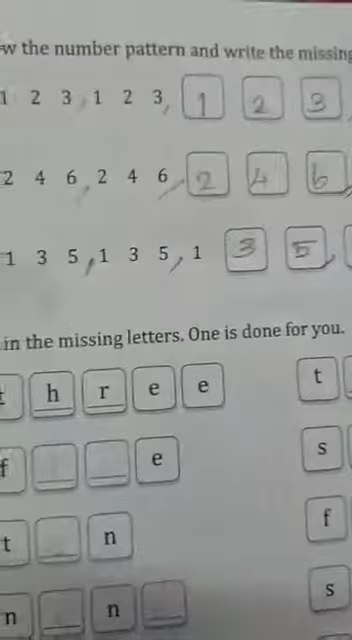 w the number pattern and write the missing
1 2 3, 1 2 3, 1 2 3
2 4 6, 2 4 6, 2 4 6
1 3 5, 1 3 5, 1 3 5,
in the missing letters. One is done for you.
t h r e e t
f _ _ e s
t _ n f
n _ n _ s